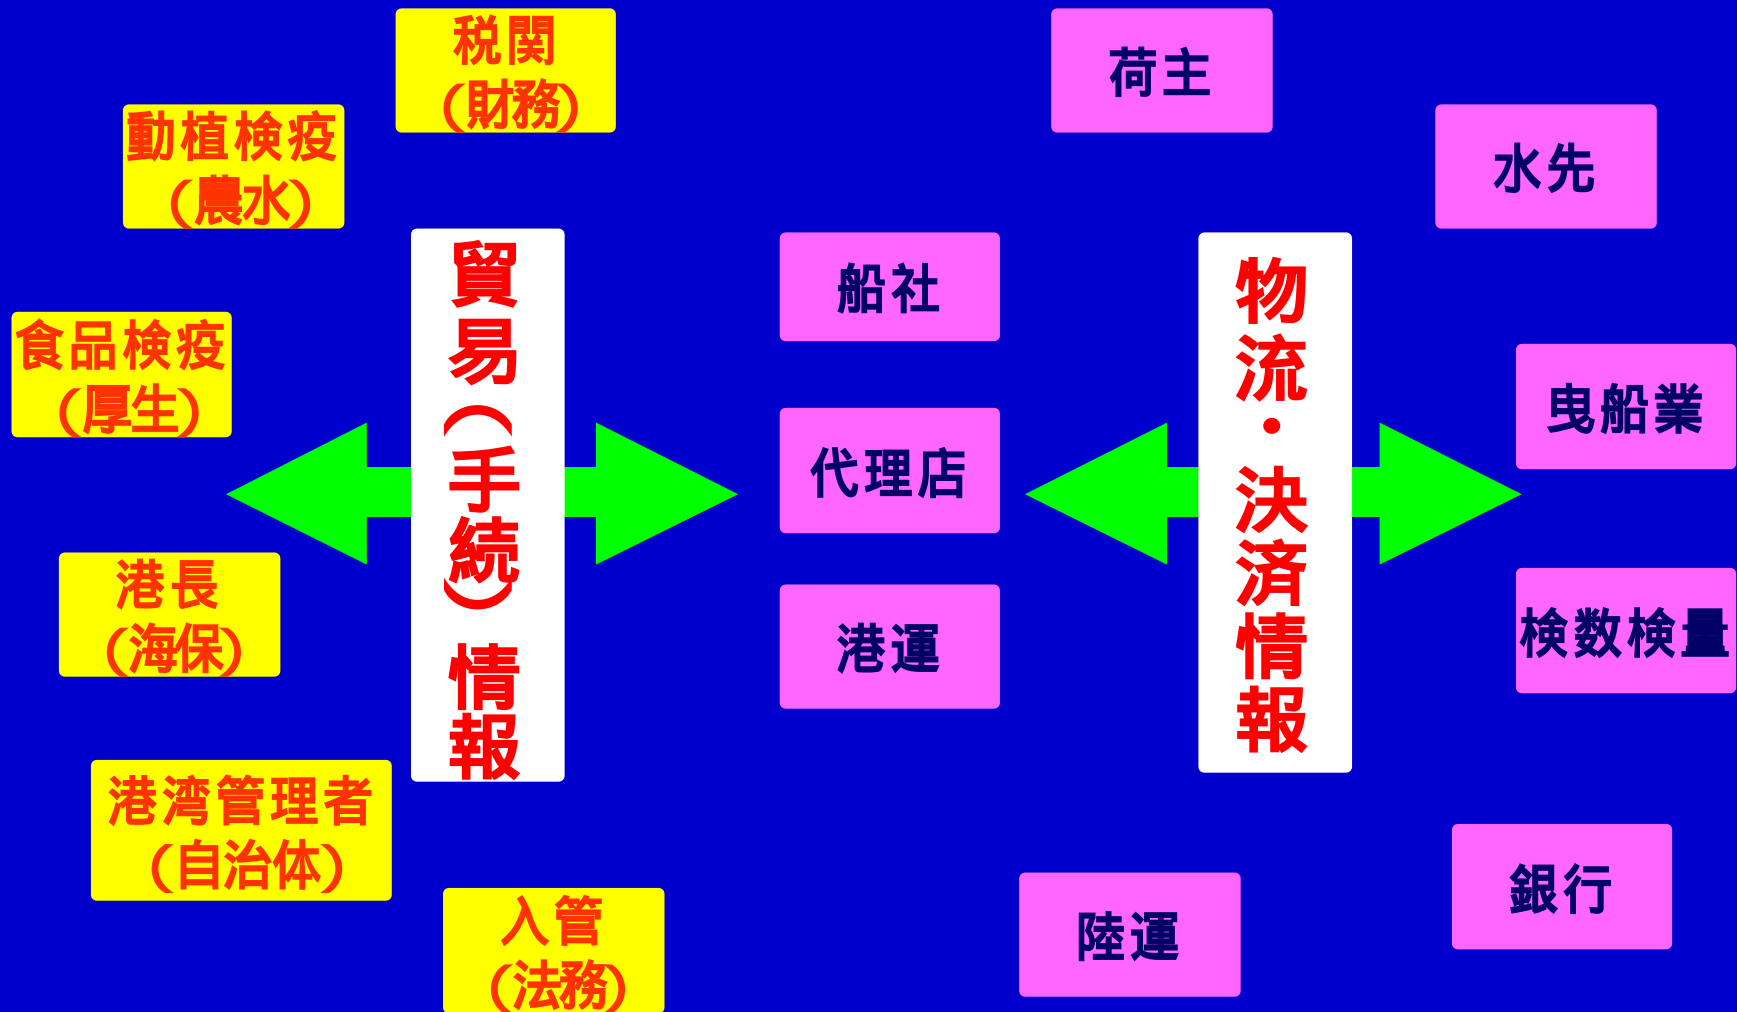 税関
（財務）
動植検疫
（農水）
食品検疫
（厚生）
港長
（海保）
港湾管理者
（自治体）
入管
（法務）
貿易（手続）情報
船社
代理店
港運
物流・決済情報
荷主
水先
曳船業
検数検量
銀行
陸運